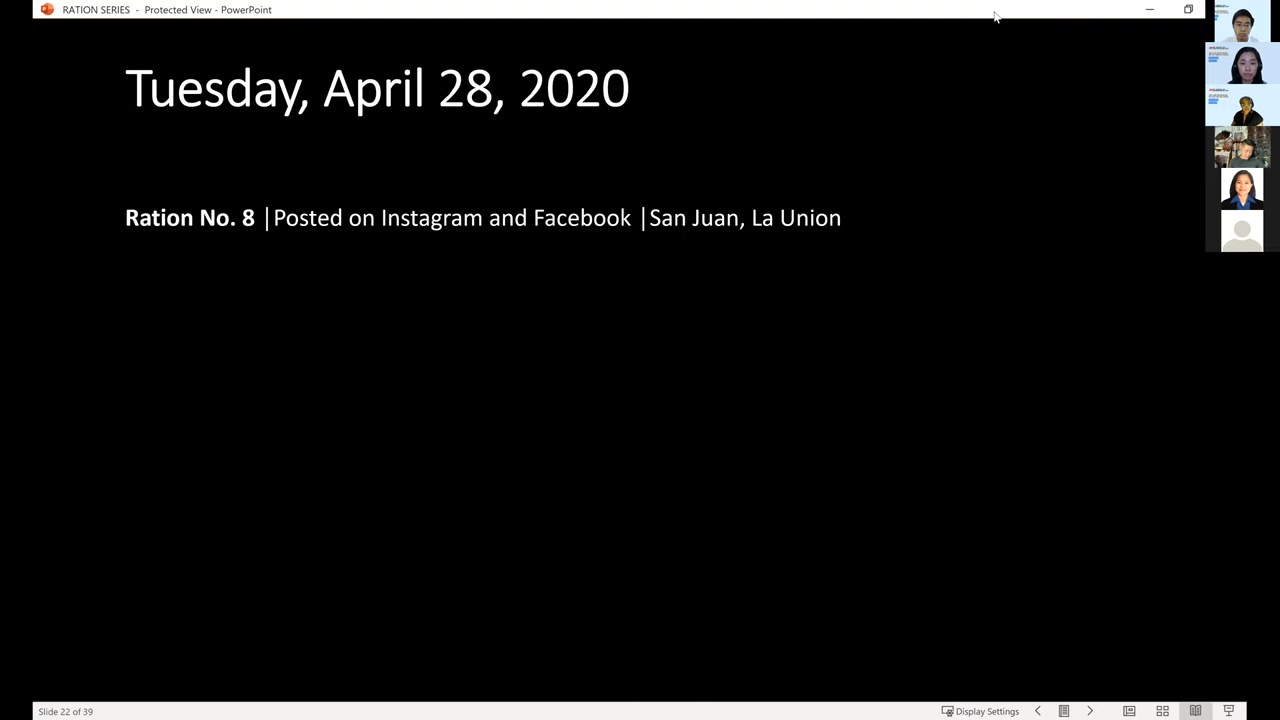 RATION SERIES - Protected View - PowerPoint
Tuesday, April 28, 2020
Ration No. 8 |Posted on Instagram and Facebook |San Juan, La Union
Slide 22 of 39
Display Settings